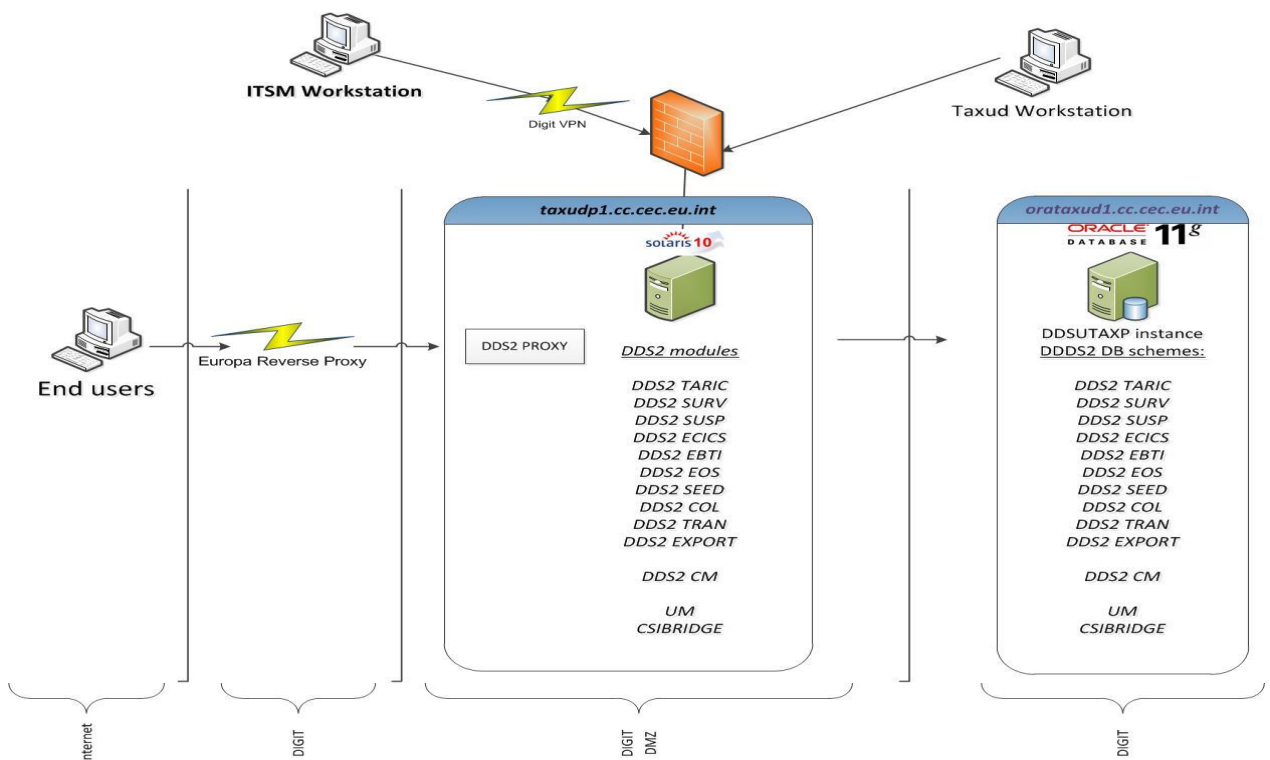 ITSM Workstation
Digit VPN
Taxud Workstation
taxudp1.cc.cec.eu.int
solaris 10
orataxud1.cc.cec.eu.int
ORACLE
DATABASE 11g
End users
Europa Reverse Proxy
DDS2 PROXY
DDS2 modules
DDS2 TARIC
DDS2 SURV
DDS2 SUSP
DDS2 ECICS
DDS2 EBTI
DDS2 EOS
DDS2 SEED
DDS2 COL
DDS2 TRAN
DDS2 EXPORT
DDS2 CM
UM
CSIBRIDGE
DDSUTAXP instance
DDDS2 DB schemes:
DDS2 TARIC
DDS2 SURV
DDS2 SUSP
DDS2 ECICS
DDS2 EBTI
DDS2 EOS
DDS2 SEED
DDS2 COL
DDS2 TRAN
DDS2 EXPORT
DDS2 CM
UM
CSIBRIDGE
nternet
DIGIT
DIGIT
DMZ
DIGIT